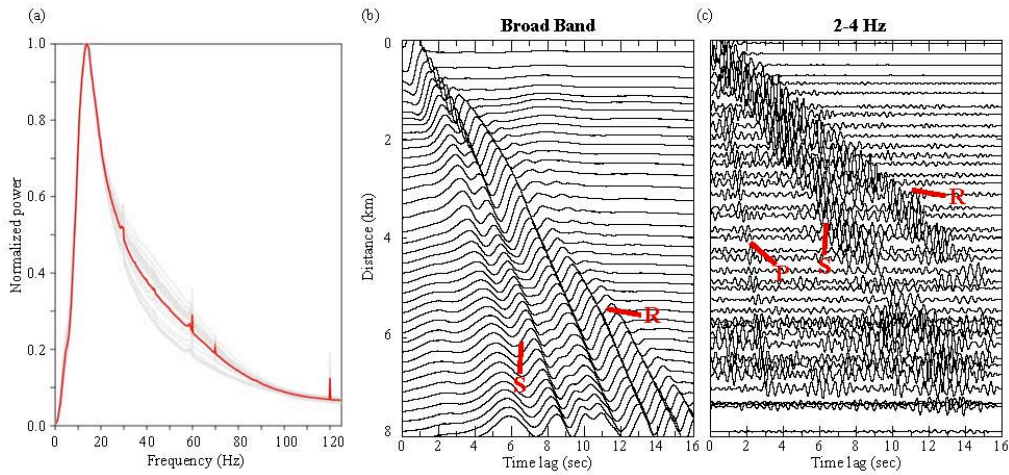 (a)
1.0
0.8
0.6
0.4
0.2
0.0
Normalized power
0 20 40 60 80 100 120
Frequency (Hz)
(b) Broad Band
0
2
4
6
8
Distance (km)
R
S
0 2 4 6 8 10 12 14 16
Time lag (sec)
(c) 2-4 Hz
R
P
S
0 2 4 6 8 10 12 14 16
Time lag (sec)